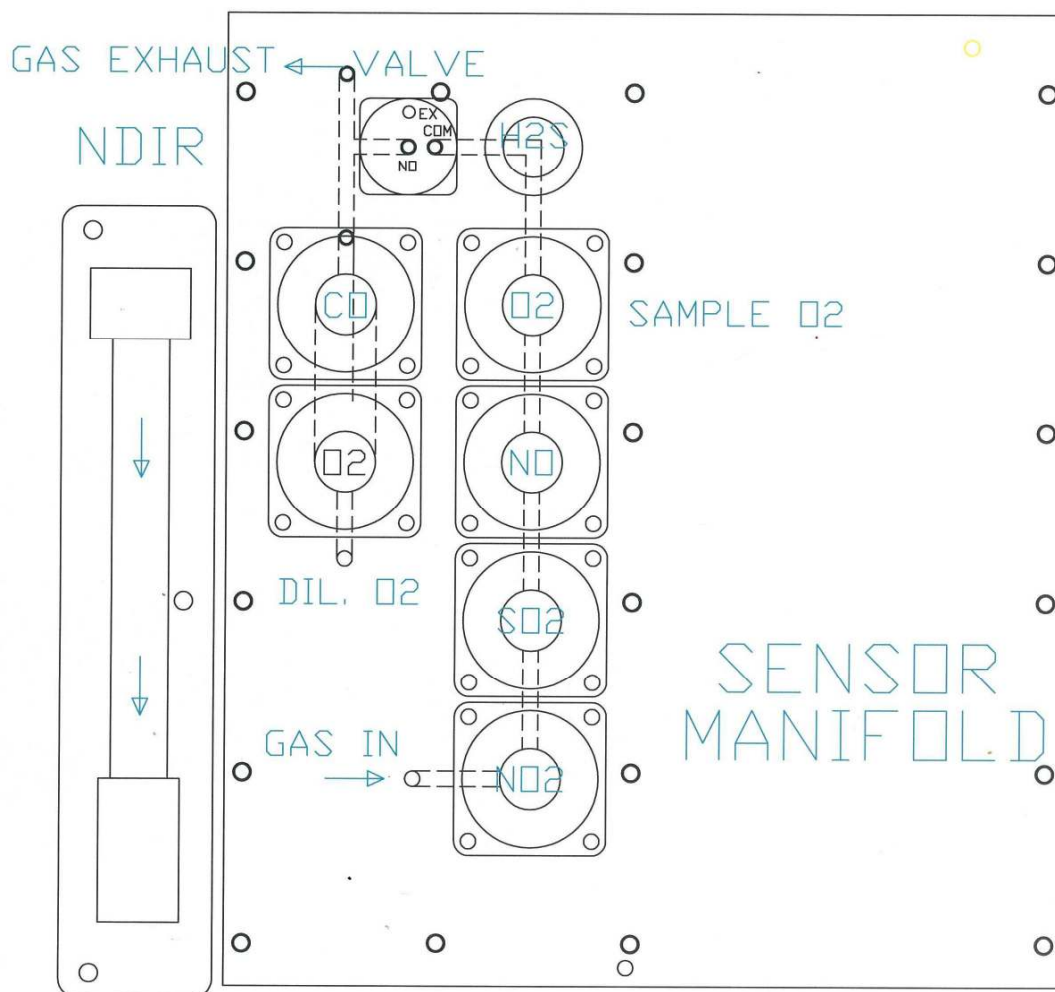 GAS EXHAUST
VALVE
NDIR
EX
COM
NO
H2S
CO
O2
SAMPLE O2
O2
NO
DIL. O2
SO2
SENSOR
MANIFOLD
GAS IN
NO2